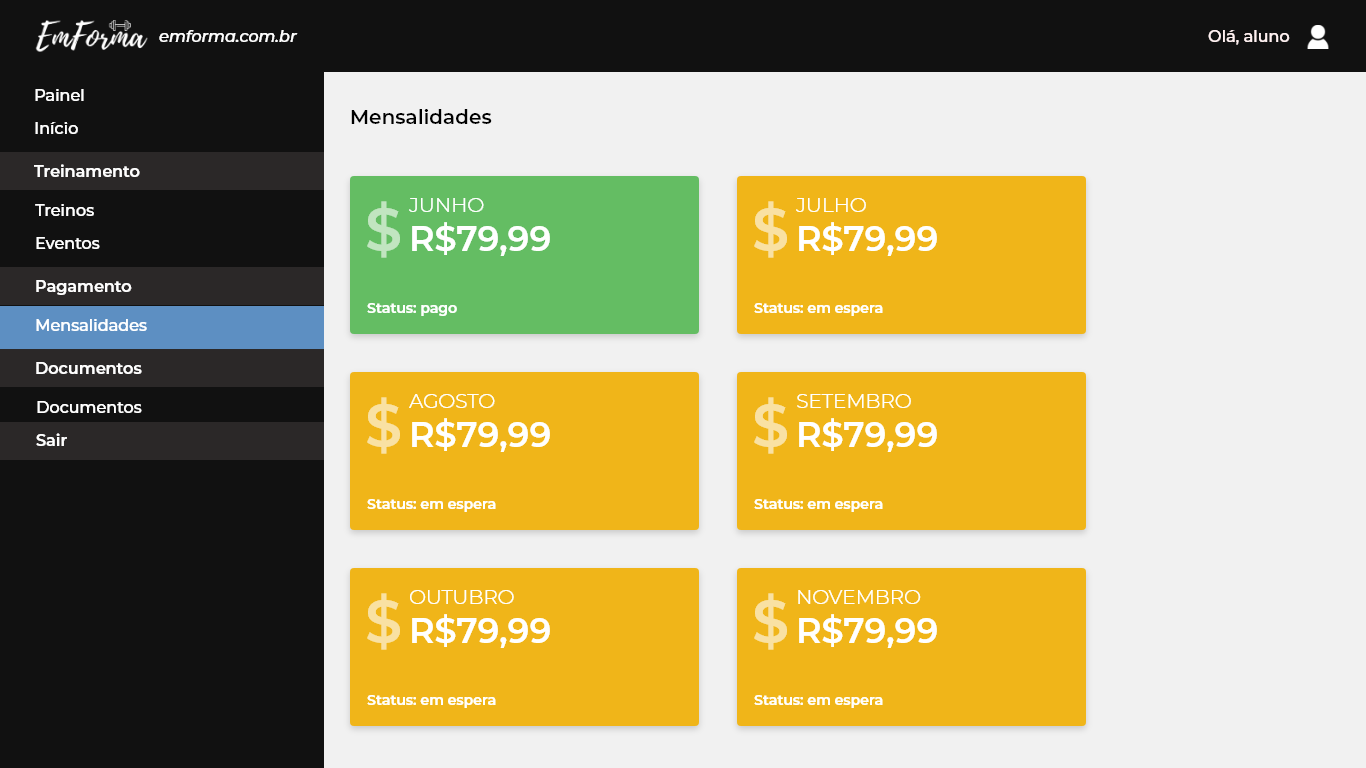 EmForma emforma.com.br
Olá, aluno
Painel
Início
Treinamento
Treinos
Eventos
Pagamento
Mensalidades
Documentos
Documentos
Sair
Mensalidades
$ JUNHO
R$79,99
Status: pago
$ JULHO
R$79,99
Status: em espera
$ AGOSTO
R$79,99
Status: em espera
$ SETEMBRO
R$79,99
Status: em espera
$ OUTUBRO
R$79,99
Status: em espera
$ NOVEMBRO
R$79,99
Status: em espera